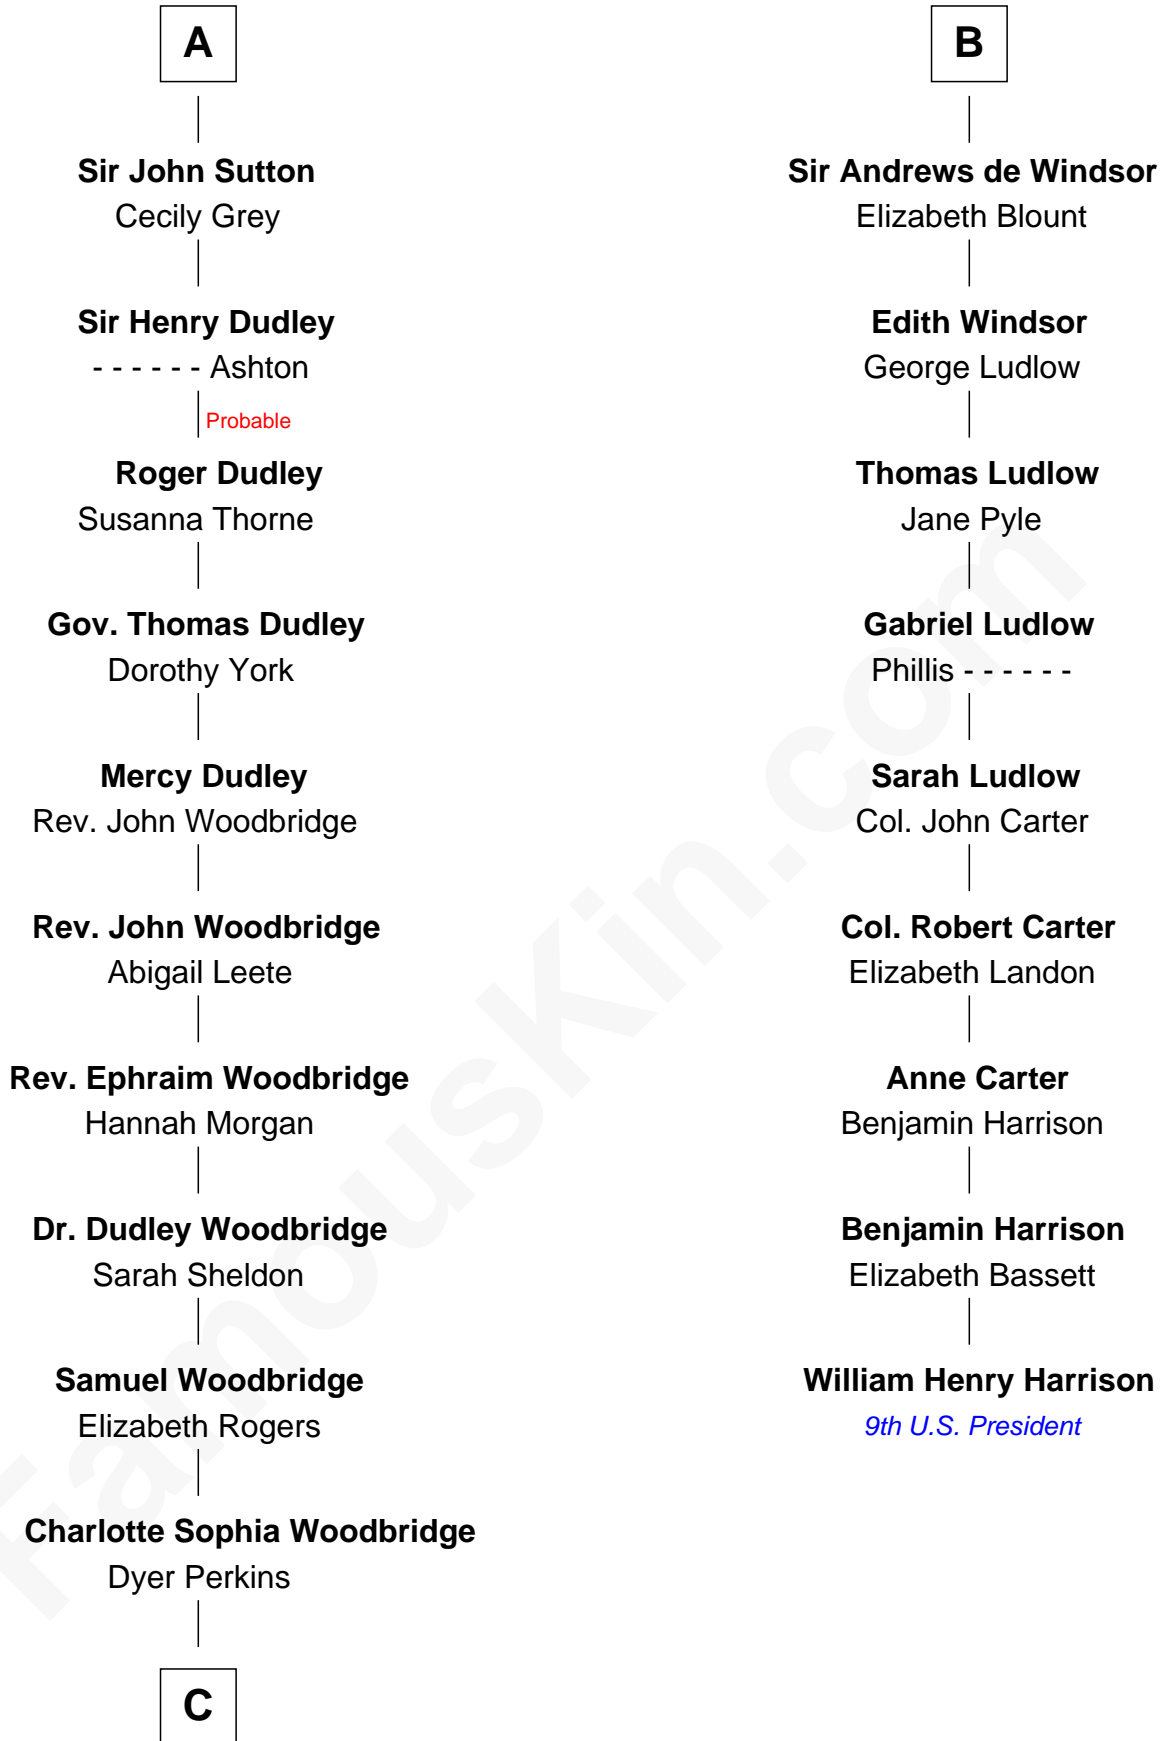 A
Sir John Sutton
Cecily Grey
Sir Henry Dudley
- - - - - - Ashton
Probable
Roger Dudley
Susanna Thorne
Gov. Thomas Dudley
Dorothy York
Mercy Dudley
Rev. John Woodbridge
Rev. John Woodbridge
Abigail Leete
Rev. Ephraim Woodbridge
Hannah Morgan
Dr. Dudley Woodbridge
Sarah Sheldon
Samuel Woodbridge
Elizabeth Rogers
Charlotte Sophia Woodbridge
Dyer Perkins
C
B
Sir Andrews de Windsor
Elizabeth Blount
Edith Windsor
George Ludlow
Thomas Ludlow
Jane Pyle
Gabriel Ludlow
Phillis - - - - - -
Sarah Ludlow
Col. John Carter
Col. Robert Carter
Elizabeth Landon
Anne Carter
Benjamin Harrison
Benjamin Harrison
Elizabeth Bassett
William Henry Harrison
9th U.S. President
FamousKin.com